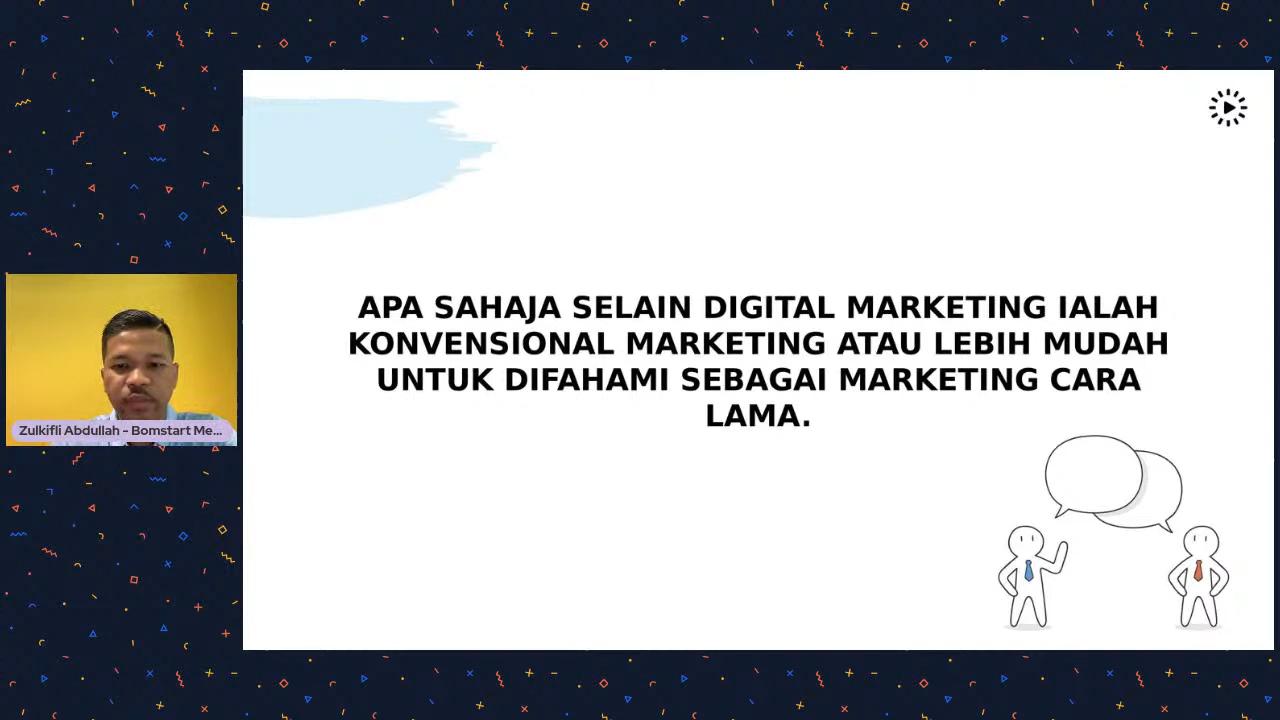 APA SAHAJA SELAIN DIGITAL MARKETING IALAH
KONVENSIONAL MARKETING ATAU LEBIH MUDAH
UNTUK DIFAHAMI SEBAGAI MARKETING CARA
LAMA.
Zulkifli Abdullah - Bomstart Me...